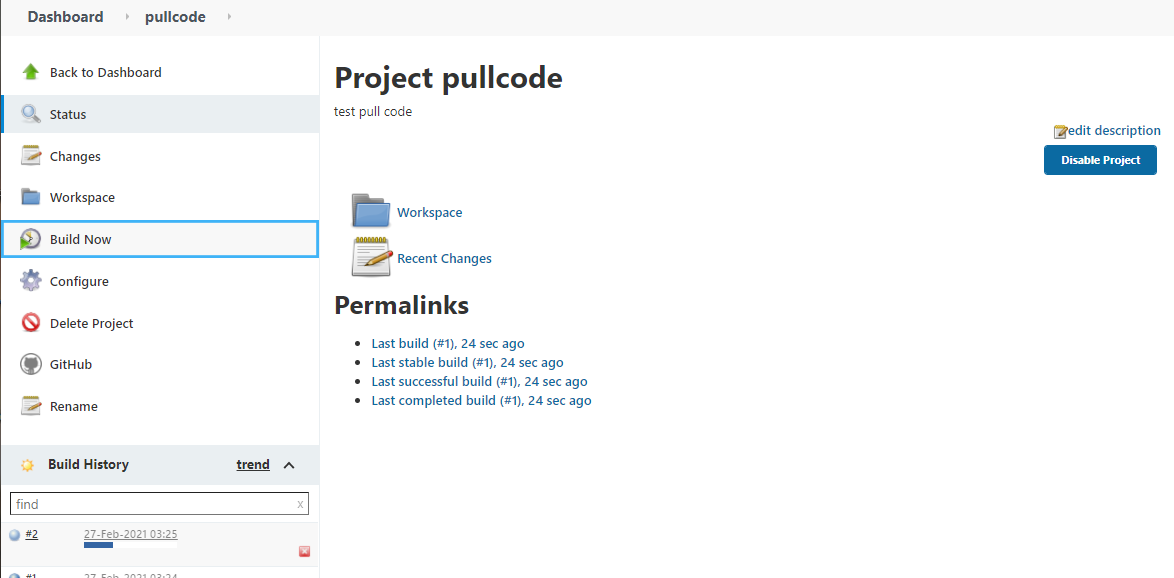 Dashboard pullcode
Back to Dashboard
Status
Changes
Workspace
Build Now
Configure
Delete Project
GitHub
Rename
Build History trend
find x
#2 27-Feb-2021 03:25
#1 27-Feb-2021 03:24
Project pullcode
test pull code
edit description
Disable Project
Workspace
Recent Changes
Permalinks
Last build (#1), 24 sec ago
Last stable build (#1), 24 sec ago
Last successful build (#1), 24 sec ago
Last completed build (#1), 24 sec ago